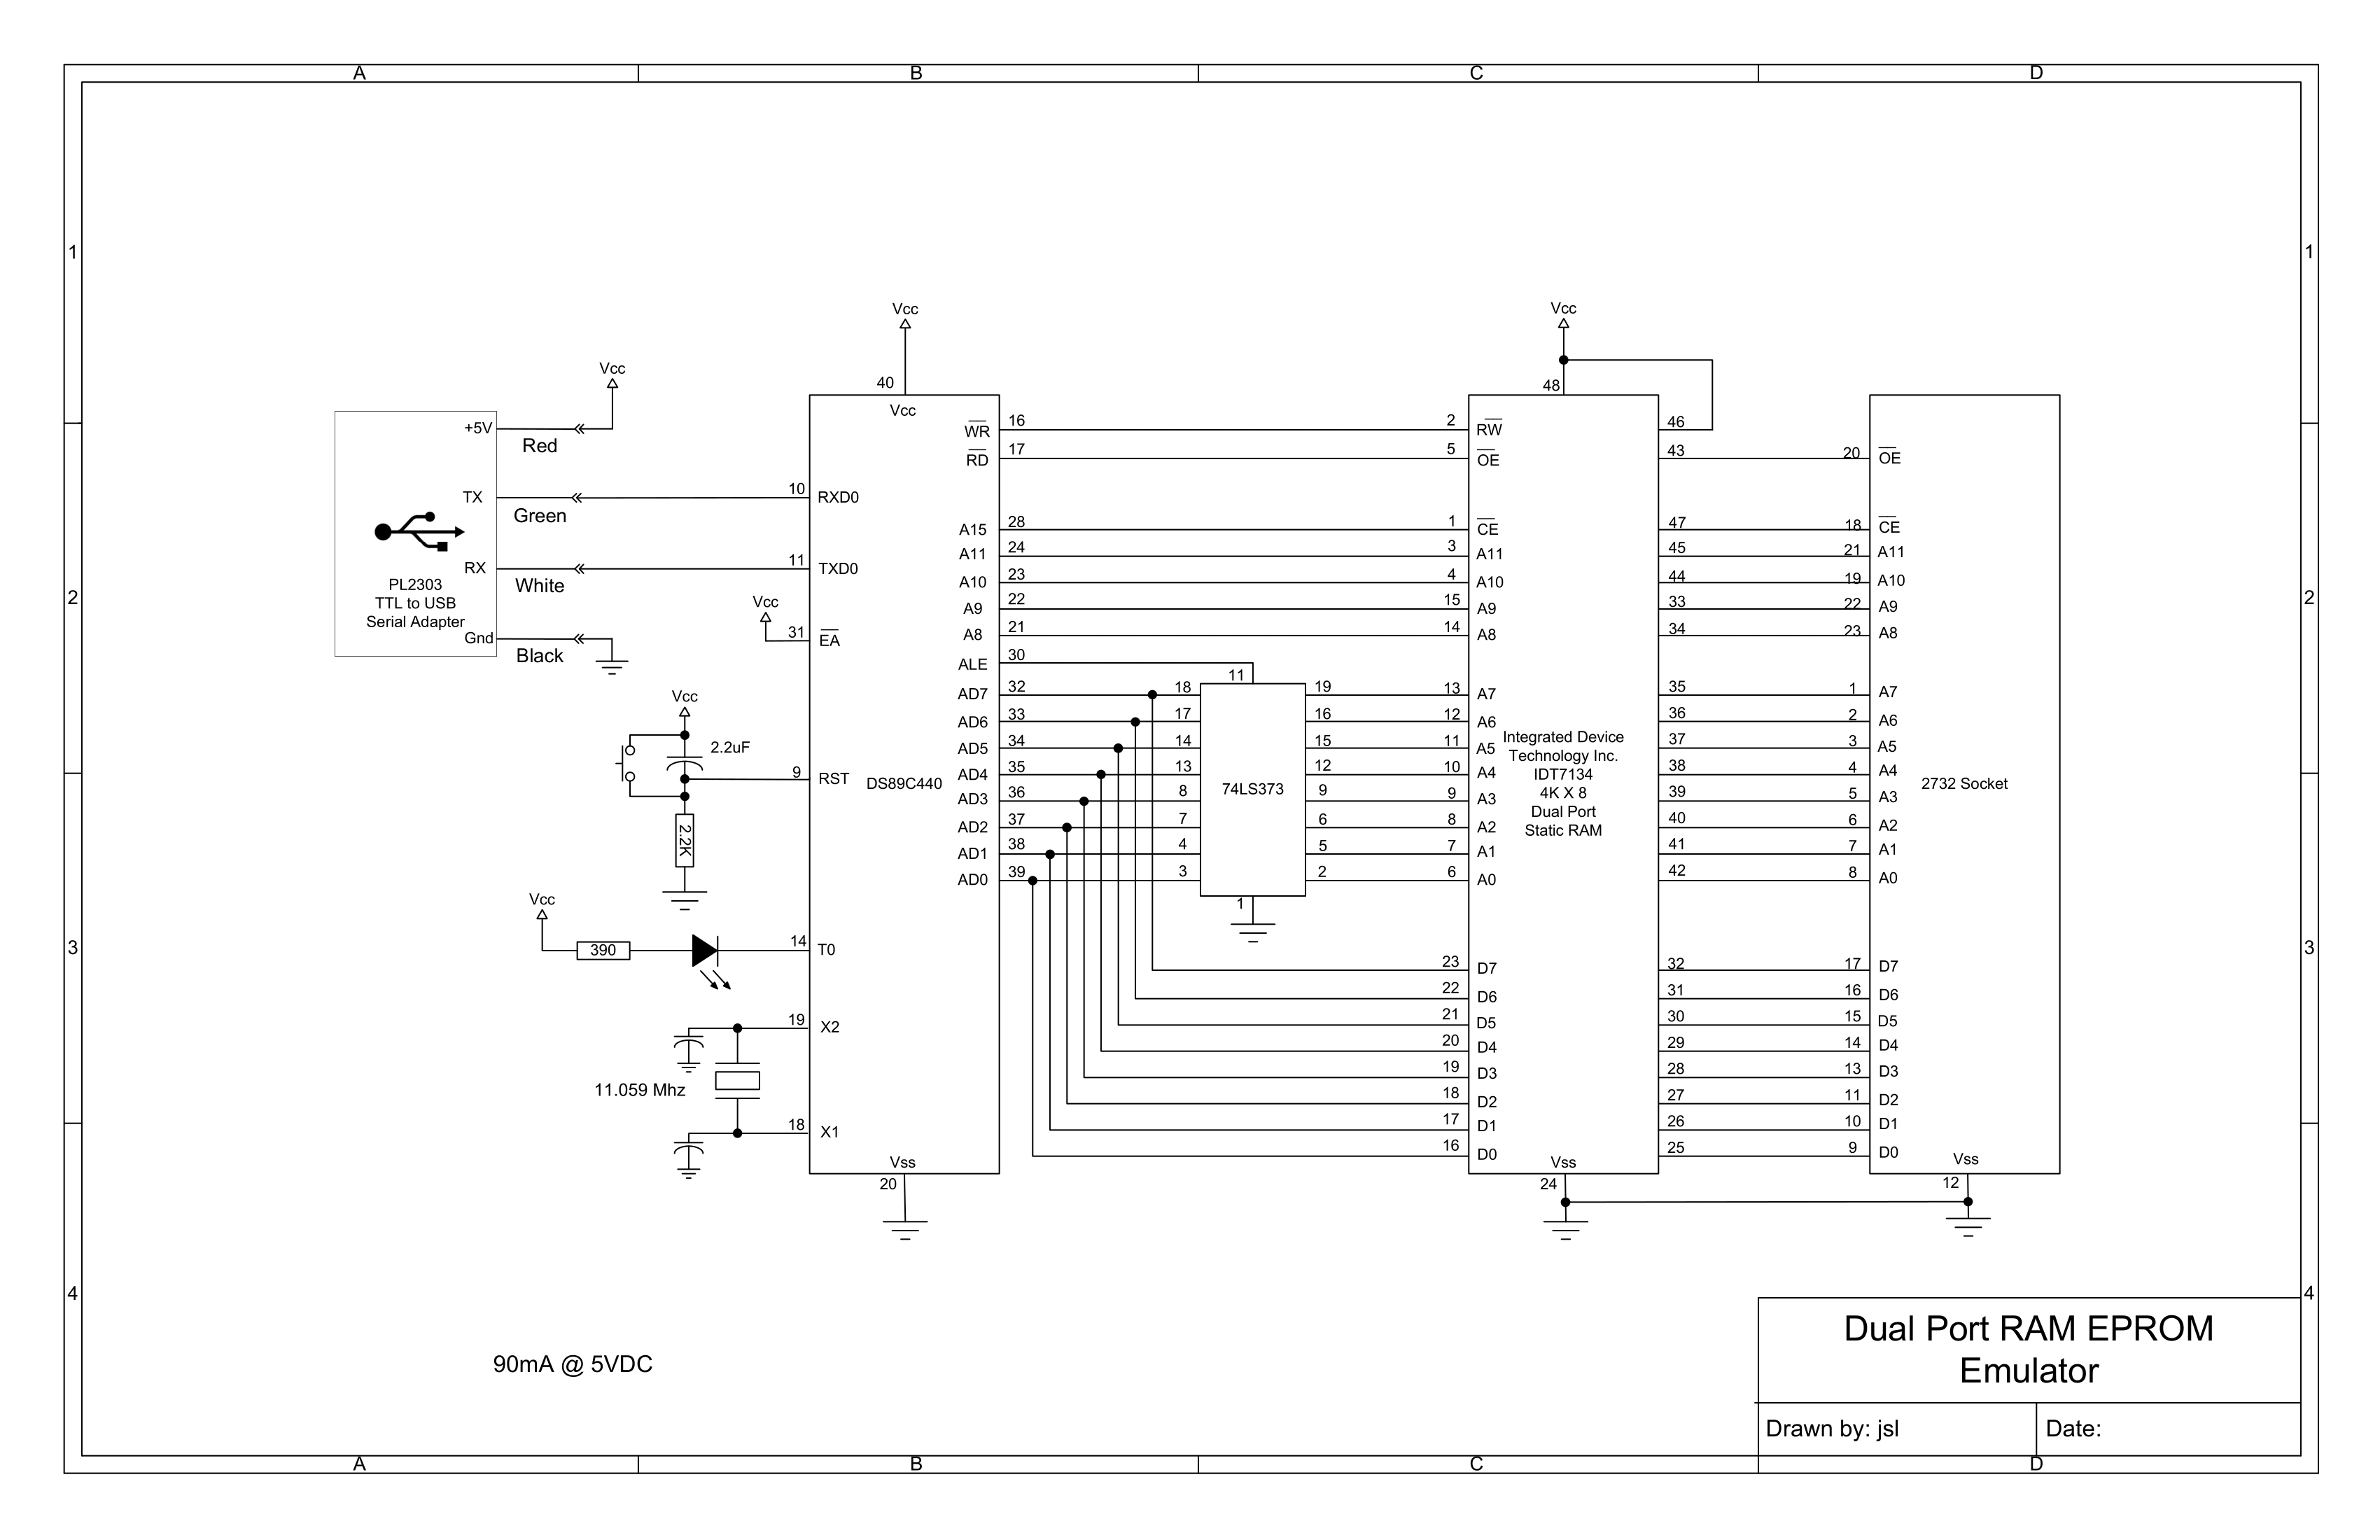 A B C D
1 1
Vcc Vcc
Vcc
40 48
Vcc
+5V
Red
WR 16 2 RW 46
RD 17 5 OE 43 20 OE
TX
Green
10 RXD0
A15 28 1 CE 47 18 CE
A11 24 3 A11 45 21 A11
RX
White
11 TXD0
A10 23 4 A10 44 19 A10
PL2303
TTL to USB
Serial Adapter
2 2
Vcc
A9 22 15 A9 33 22 A9
Gnd
Black
31 EA
A8 21 14 A8 34 23 A8
ALE 30 11
AD7 32 18 19 13 A7 35 1 A7
Vcc
AD6 33 17 16 12 A6 36 2 A6
2.2uF
AD5 34 14 15 11 A5 37 3 A5
9 RST
AD4 35 13 12 10 A4 38 4 A4
DS89C440
74LS373
Integrated Device
Technology Inc.
IDT7134
4K X 8
Dual Port
Static RAM
2732 Socket
AD3 36 8 9 9 A3 39 5 A3
2.2K
AD2 37 7 6 8 A2 40 6 A2
AD1 38 4 5 7 A1 41 7 A1
AD0 39 3 2 6 A0 42 8 A0
Vcc
1
3 3
390
14 T0
23 D7 32 17 D7
22 D6 31 16 D6
19 X2
21 D5 30 15 D5
20 D4 29 14 D4
11.059 Mhz
19 D3 28 13 D3
18 D2 27 11 D2
18 X1
17 D1 26 10 D1
16 D0 25 9 D0
Vss Vss Vss
20 24 12
4 4
90mA @ 5VDC
Dual Port RAM EPROM
Emulator
Drawn by: jsl
Date:
A B C D